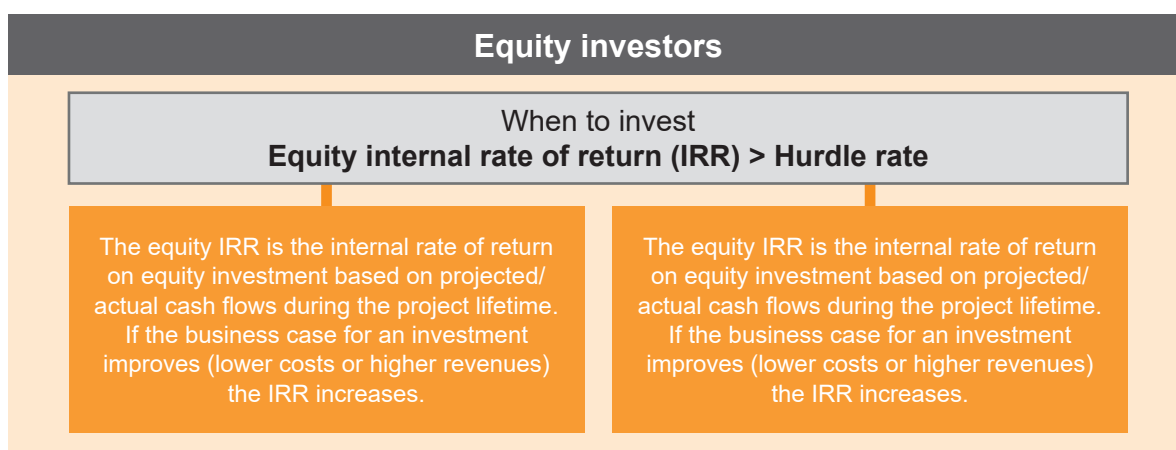 Equity investors
When to invest
Equity internal rate of return (IRR) > Hurdle rate
The equity IRR is the internal rate of return
on equity investment based on projected/
actual cash flows during the project lifetime.
If the business case for an investment
improves (lower costs or higher revenues)
the IRR increases.
The equity IRR is the internal rate of return
on equity investment based on projected/
actual cash flows during the project lifetime.
If the business case for an investment
improves (lower costs or higher revenues)
the IRR increases.